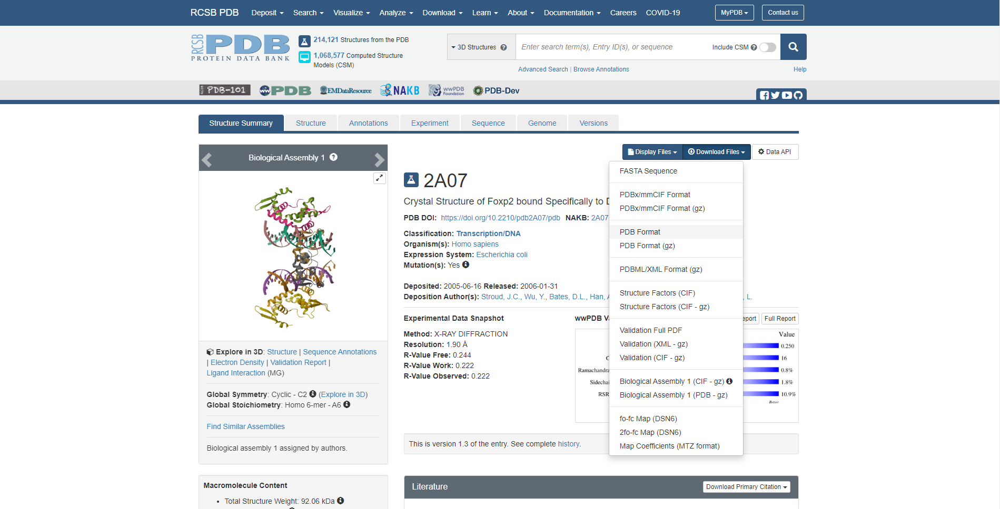 RCSB PDB Deposit Search Visualize Analyze Download Learn About Documentation Careers COVID-19 MyPDB Contact us
RCSB PDB
PROTEIN DATA BANK
214,121 Structures from the PDB
1,068,577 Computed Structure
Models (CSM)
3D Structures
Enter search term(s), Entry ID(s), or sequence
Include CSM
Advanced Search | Browse Annotations
Help
RCSB PDB-101
wwPDB
EMDataResource
NAKB
wwPDB
Foundation
PDB-Dev
Structure Summary Structure Annotations Experiment Sequence Genome Versions
Biological Assembly 1
Explore in 3D: Structure | Sequence Annotations
| Electron Density | Validation Report |
Ligand Interaction (MG)
Global Symmetry: Cyclic - C2 (Explore in 3D)
Global Stoichiometry: Homo 6-mer - A6
Find Similar Assemblies
Biological assembly 1 assigned by authors.
Macromolecule Content
• Total Structure Weight: 92.06 kDa
Display Files Download Files Data API
2A07
Crystal Structure of Foxp2 bound Specifically to
PDB DOI: https://doi.org/10.2210/pdb2A07/pdb NAKB: 2A07
Classification: Transcription/DNA
Organism(s): Homo sapiens
Expression System: Escherichia coli
Mutation(s): Yes
Deposited: 2005-06-16 Released: 2006-01-31
Deposition Author(s): Stroud, J.C., Wu, Y., Bates, D.L., Han, , L.
Experimental Data Snapshot
Method: X-RAY DIFFRACTION
Resolution: 1.90 Å
R-Value Free: 0.244
R-Value Work: 0.222
R-Value Observed: 0.222
wwPDB Va
eport Full Report
Value
0.250
C 16
Ramachandra 0.8%
Sidechai 1.8%
RSR 10.9%
Better
FASTA Sequence
PDBx/mmCIF Format
PDBx/mmCIF Format (gz)
PDB Format
PDB Format (gz)
PDBML/XML Format (gz)
Structure Factors (CIF)
Structure Factors (CIF - gz)
Validation Full PDF
Validation (XML - gz)
Validation (CIF - gz)
Biological Assembly 1 (CIF - gz)
Biological Assembly 1 (PDB - gz)
fo-fc Map (DSN6)
2fo-fc Map (DSN6)
Map Coefficients (MTZ format)
This is version 1.3 of the entry. See complete history.
Literature
Download Primary Citation